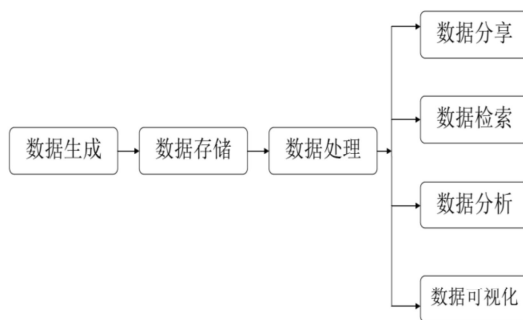 数据分享
数据检索
数据生成
数据存储
数据处理
数据分析
数据可视化